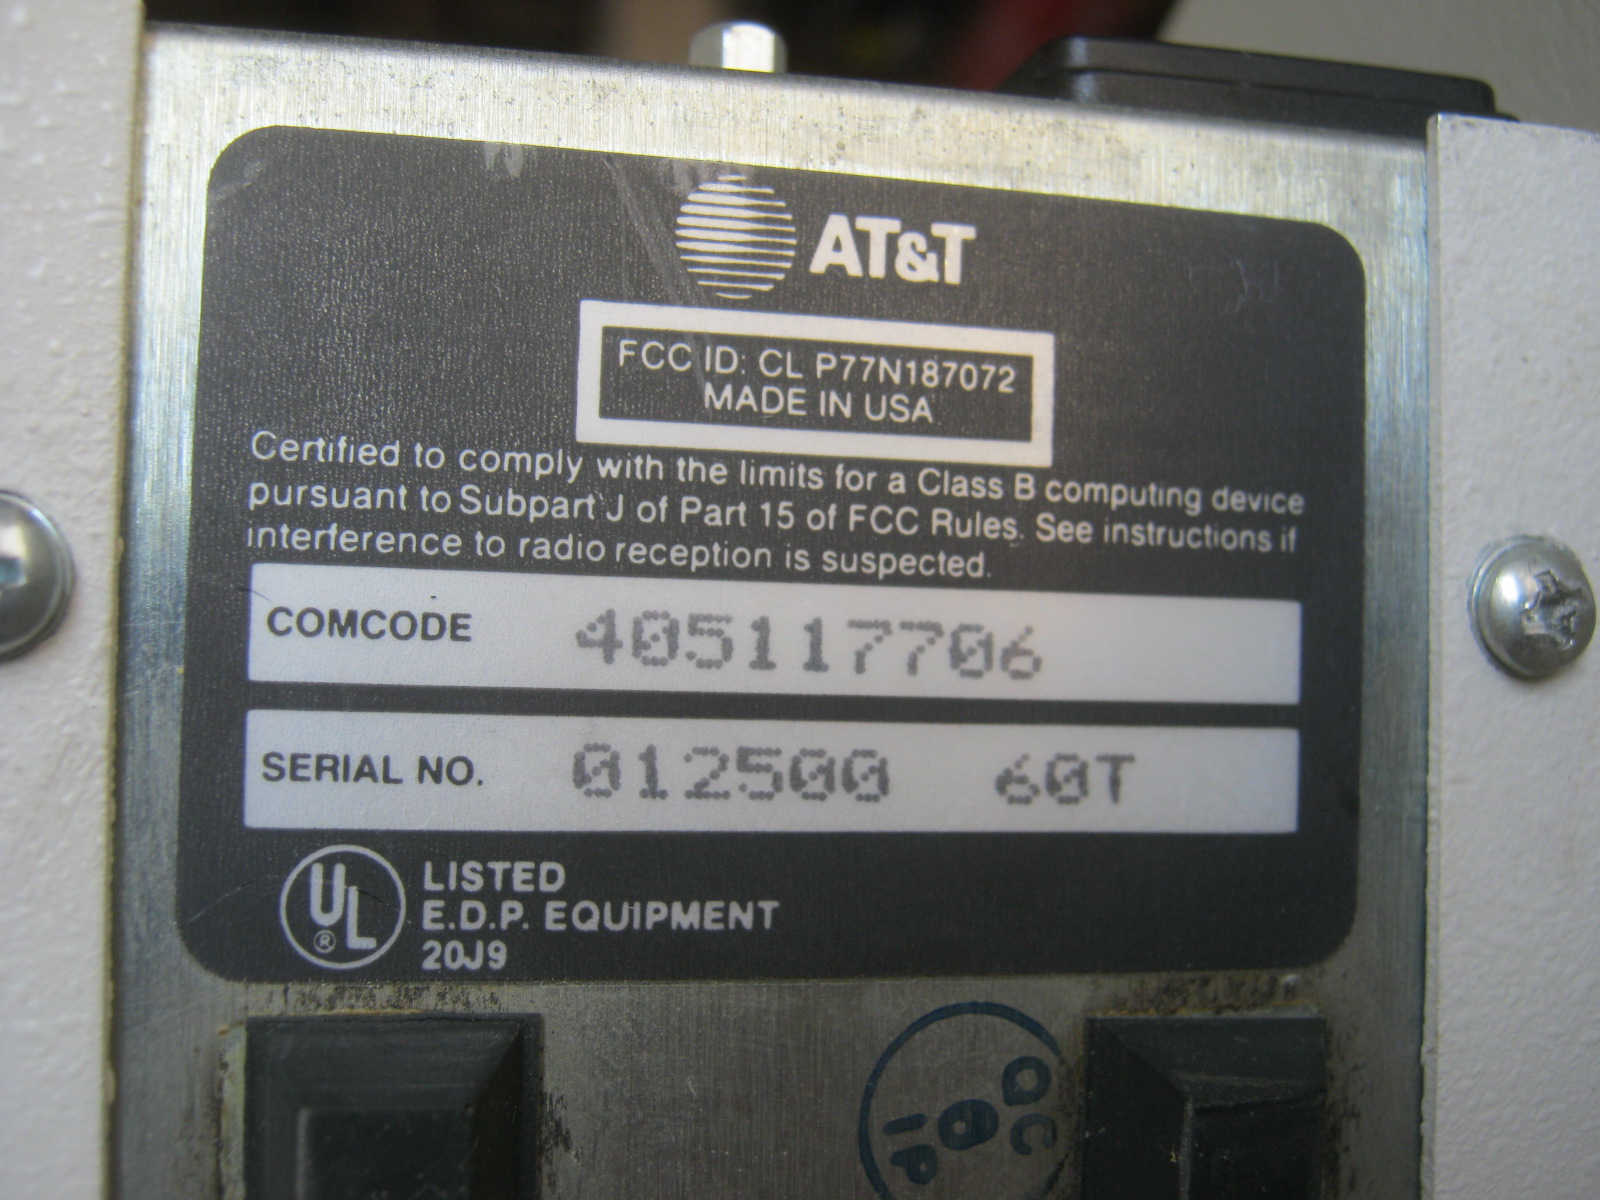 AT&T
FCC ID: CL P77N187072
MADE IN USA
Certified to comply with the limits for a Class B computing device
pursuant to Subpart J of Part 15 of FCC Rules. See instructions if
interference to radio reception is suspected.
COMCODE 405117706
SERIAL NO. 012500 60T
UL ®
LISTED
E.D.P. EQUIPMENT
20J9
QC